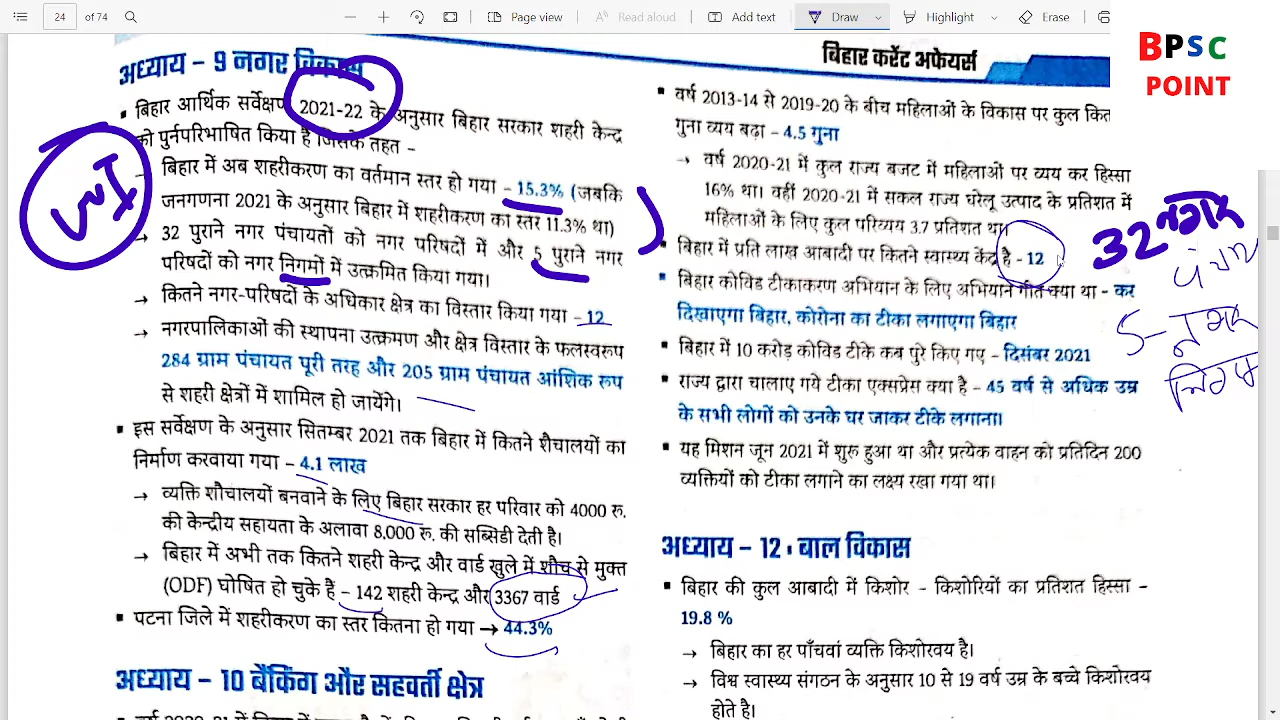 24 of 74
Page view
Read aloud
Add text
Draw
Highlight
Erase
BPSC
POINT
बिहार करेंट अफेयर्स
अध्याय - 9 नगर विकास
▪ बिहार आर्थिक सर्वेक्षण 2021-22 के अनुसार बिहार सरकार शहरी केन्द्र
को पुर्नपरिभाषित किया है जिसके तहत -
→ बिहार में अब शहरीकरण का वर्तमान स्तर हो गया - 15.3% (जबकि
जनगणना 2021 के अनुसार बिहार में शहरीकरण का स्तर 11.3% था)
→ 32 पुराने नगर पंचायतों को नगर परिषदों में और 5 पुराने नगर
परिषदों को नगर निगमों में उत्क्रमित किया गया।
→ कितने नगर-परिषदों के अधिकार क्षेत्र का विस्तार किया गया - 12
→ नगरपालिकाओं की स्थापना उत्क्रमण और क्षेत्र विस्तार के फलस्वरुप
284 ग्राम पंचायत पूरी तरह और 205 ग्राम पंचायत आंशिक रूप
से शहरी क्षेत्रों में शामिल हो जायेंगे।
▪ इस सर्वेक्षण के अनुसार सितम्बर 2021 तक बिहार में कितने शैचालयों का
निर्माण करवाया गया - 4.1 लाख
→ व्यक्ति शौचालयों बनवाने के लिए बिहार सरकार हर परिवार को 4000 रु.
की केन्द्रीय सहायता के अलावा 8,000 रु. की सब्सिडी देती है।
→ बिहार में अभी तक कितने शहरी केन्द्र और वार्ड खुले में शौच से मुक्त
(ODF) घोषित हो चुके हैं - 142 शहरी केन्द्र और 3367 वार्ड
▪ पटना जिले में शहरीकरण का स्तर कितना हो गया → 44.3%
अध्याय - 10 बैंकिंग और सहवर्ती क्षेत्र
▪ वर्ष 2013-14 से 2019-20 के बीच महिलाओं के विकास पर कुल कित
गुना व्यय बढ़ा - 4.5 गुना
→ वर्ष 2020-21 में कुल राज्य बजट में महिलाओं पर व्यय कर हिस्सा
16% था। वहीं 2020-21 में सकल राज्य घरेलू उत्पाद के प्रतिशत में
महिलाओं के लिए कुल परिव्यय 3.7 प्रतिशत था।
▪ बिहार में प्रति लाख आबादी पर कितने स्वास्थ्य केंद्र है - 12
▪ बिहार कोविड टीकाकरण अभियान के लिए अभियान गीत क्या था - कर
दिखाएगा बिहार, कोरोना का टीका लगाएगा बिहार
▪ बिहार में 10 करोड़ कोविड टीके कब पुरे किए गए - दिसंबर 2021
▪ राज्य द्वारा चालाए गये टीका एक्सप्रेस क्या है - 45 वर्ष से अधिक उम्र
के सभी लोगों को उनके घर जाकर टीके लगाना।
▪ यह मिशन जून 2021 में शुरू हुआ था और प्रत्येक वाहन को प्रतिदिन 200
व्यक्तियों को टीका लगाने का लक्ष्य रखा गया था।
अध्याय - 12 : बाल विकास
▪ बिहार की कुल आबादी में किशोर - किशोरियों का प्रतिशत हिस्सा -
19.8 %
→ बिहार का हर पाँचवां व्यक्ति किशोरवय है।
→ विश्व स्वास्थ्य संगठन के अनुसार 10 से 19 वर्ष उम्र के बच्चे किशोरवय
होते है।
32 नगर
पंचाय
5 - नगर
निगम